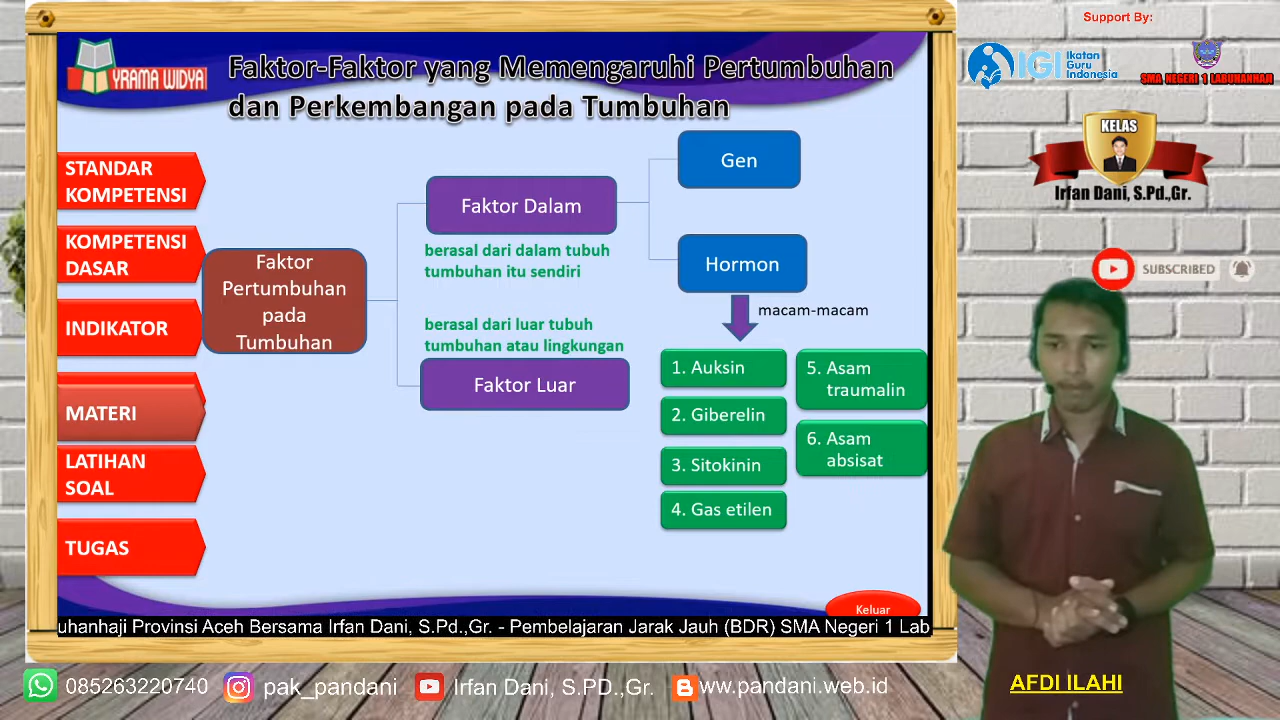 YRAMA WIDYA
Faktor-Faktor yang Memengaruhi Pertumbuhan
dan Perkembangan pada Tumbuhan
STANDAR
KOMPETENSI
KOMPETENSI
DASAR
INDIKATOR
MATERI
LATIHAN
SOAL
TUGAS
Faktor
Pertumbuhan
pada
Tumbuhan
Faktor Dalam
berasal dari dalam tubuh
tumbuhan itu sendiri
berasal dari luar tubuh
tumbuhan atau lingkungan
Faktor Luar
Gen
Hormon
macam-macam
1. Auksin
2. Giberelin
3. Sitokinin
4. Gas etilen
5. Asam
traumalin
6. Asam
absisat
Keluar
uhanhaji Provinsi Aceh Bersama Irfan Dani, S.Pd.,Gr. - Pembelajaran Jarak Jauh (BDR) SMA Negeri 1 Lab
Support By:
IGI Ikatan
Guru
Indonesia
SMA NEGERI 1 LABUHANHAJI
KELAS
Irfan Dani, S.Pd.,Gr.
SUBSCRIBED
085263220740
pak_pandani
Irfan Dani, S.PD.,Gr.
ww.pandani.web.id
AFDI ILAHI